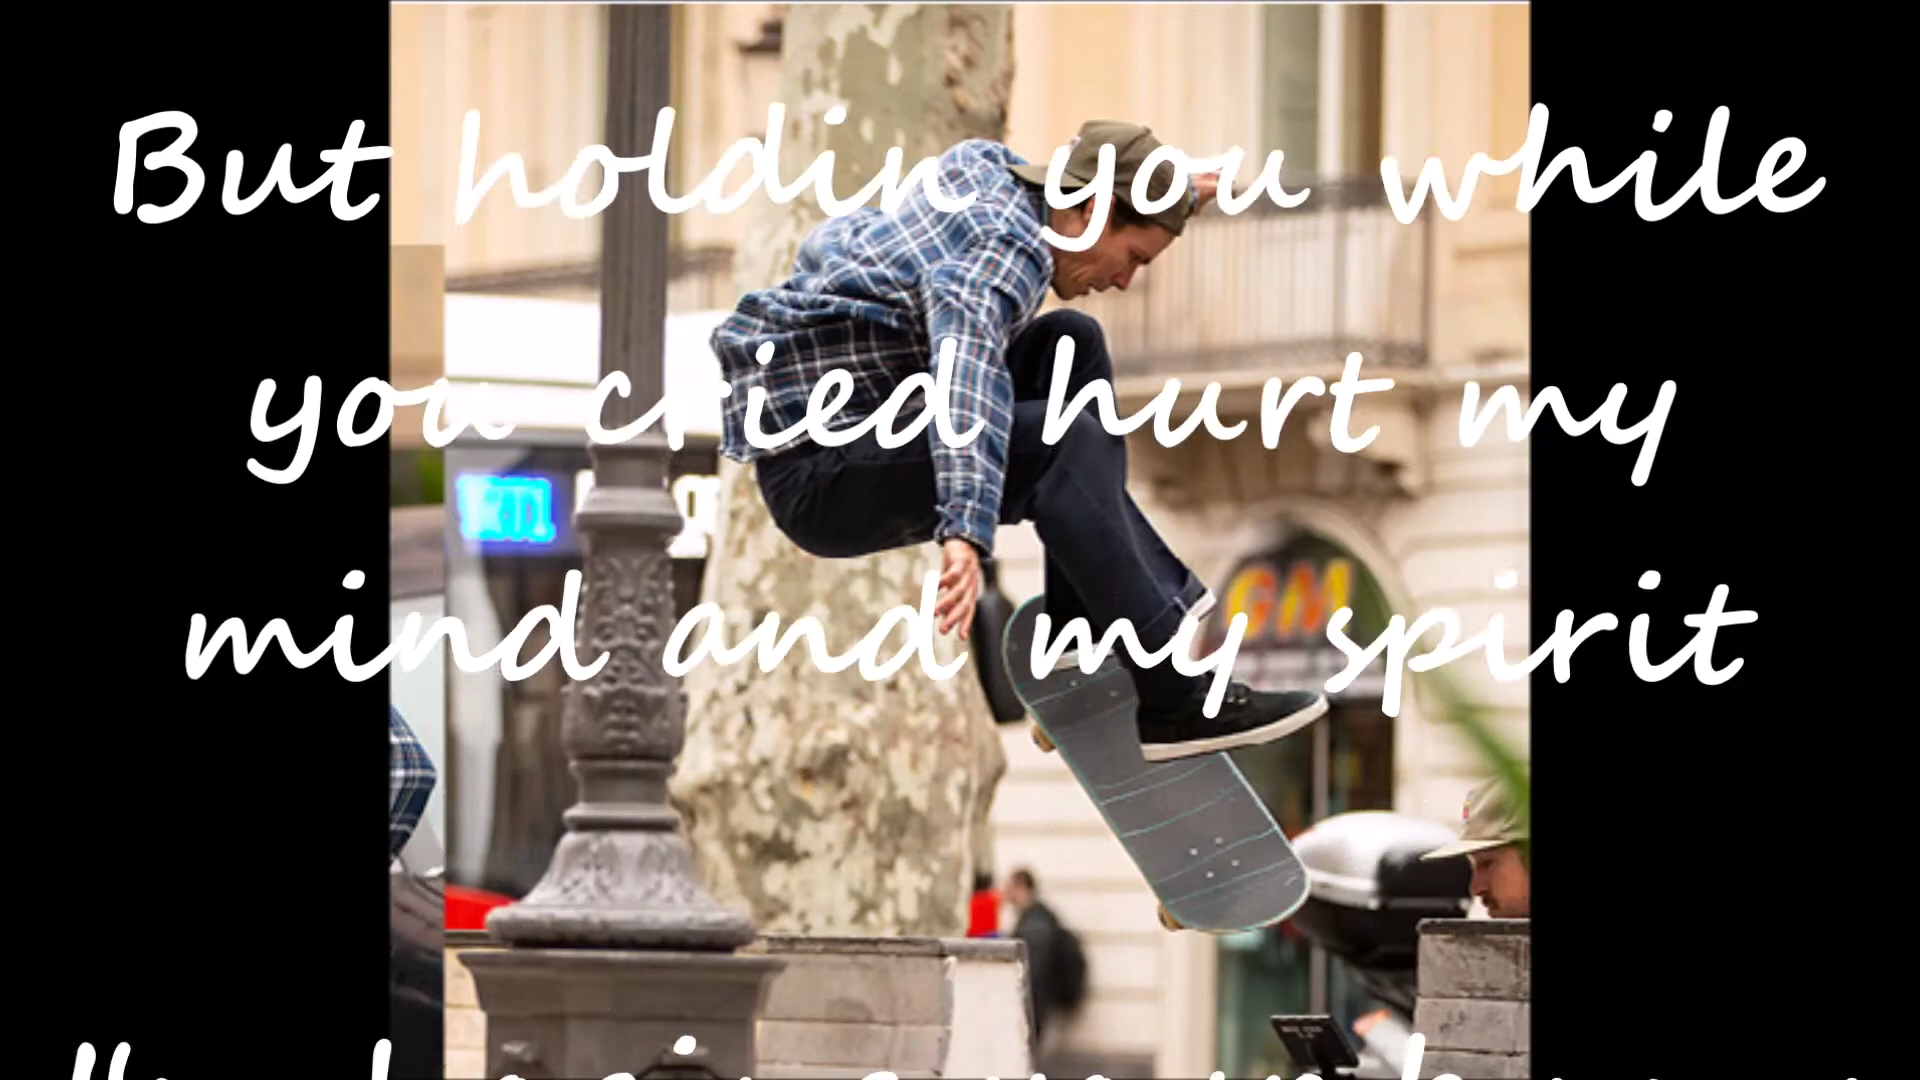 But holdin you while
you cried hurt my
mind and my spirit
GM